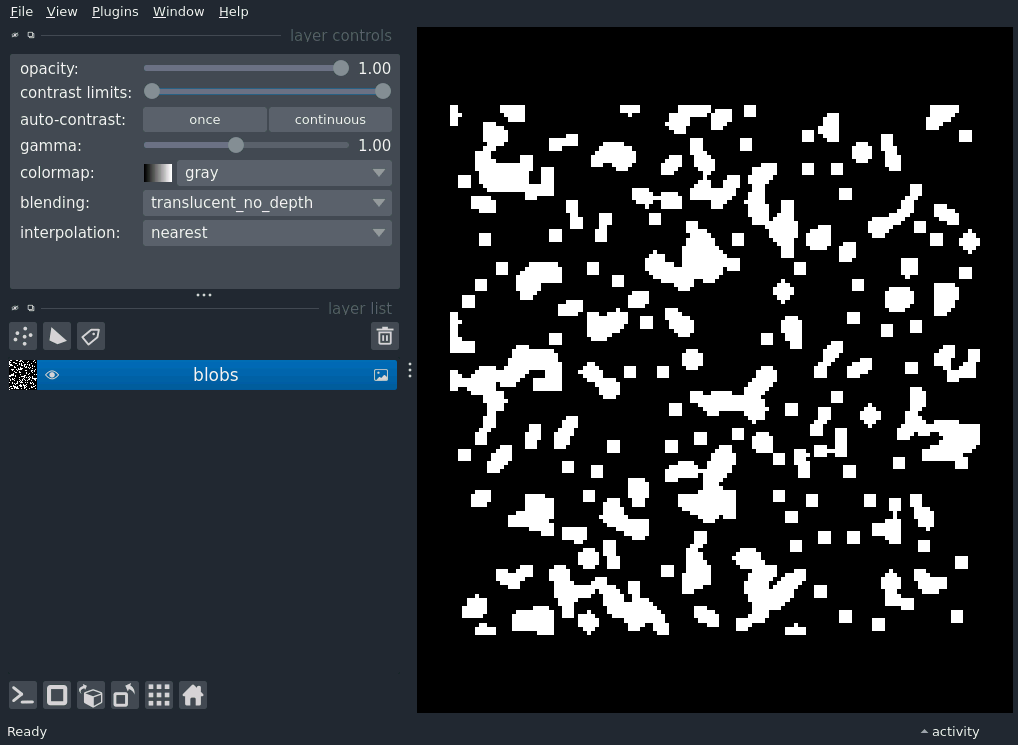 File View Plugins Window Help
layer controls
opacity: 1.00
contrast limits:
auto-contrast: once continuous
gamma: 1.00
colormap: gray
blending: translucent_no_depth
interpolation: nearest
layer list
blobs
Ready activity